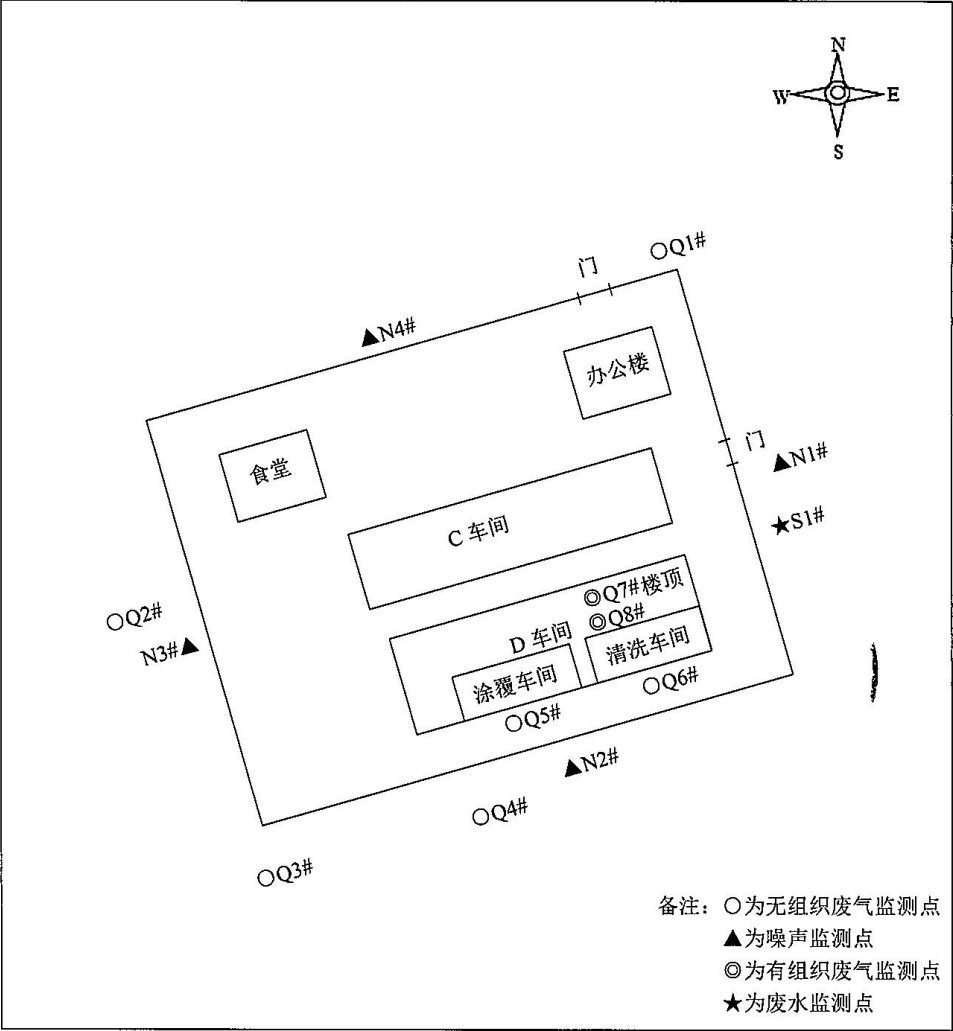 N
W
E
S
○Q1#
门
▲N4#
办公楼
门
▲N1#
食堂
★S1#
C 车间
◎Q7#楼顶
◎Q8#
○Q2#
D 车间
清洗车间
N3#▲
涂覆车间
○Q6#
○Q5#
▲N2#
○Q4#
○Q3#
备注：○为无组织废气监测点
▲为噪声监测点
◎为有组织废气监测点
★为废水监测点